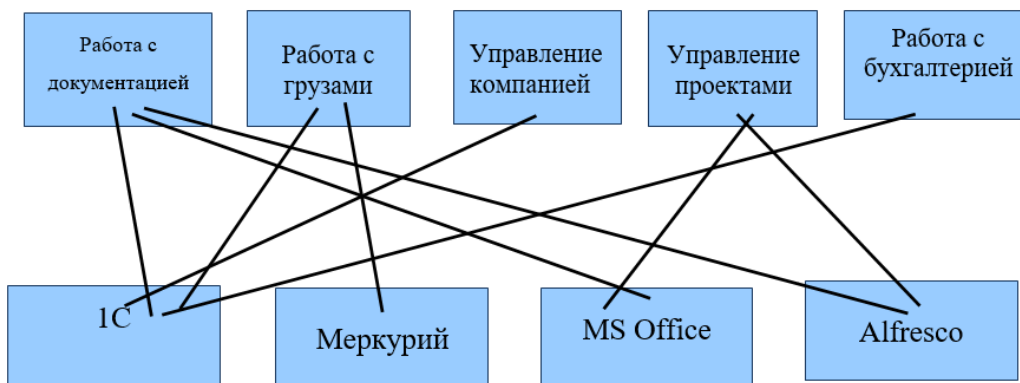 Работа с
документацией
Работа с
грузами
Управление
компанией
Управление
проектами
Работа с
бухгалтерией
1С
Меркурий
MS Office
Alfresco